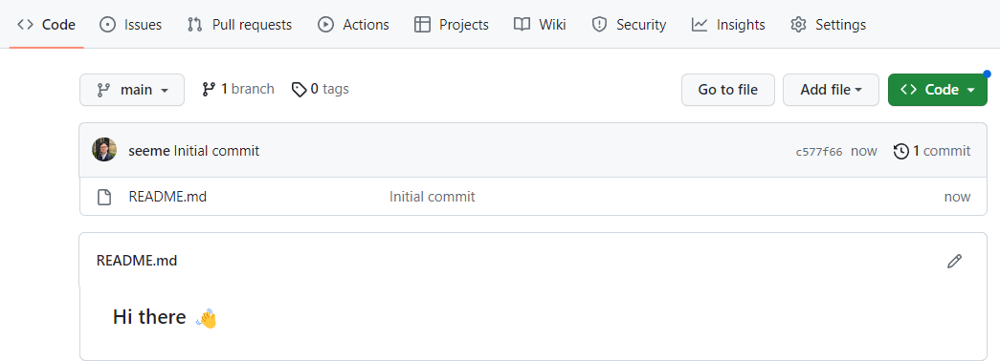 Code Issues Pull requests Actions Projects Wiki Security Insights Settings
main 1 branch 0 tags Go to file Add file Code
seeme Initial commit c577f66 now 1 commit
README.md Initial commit now
README.md
Hi there 👋